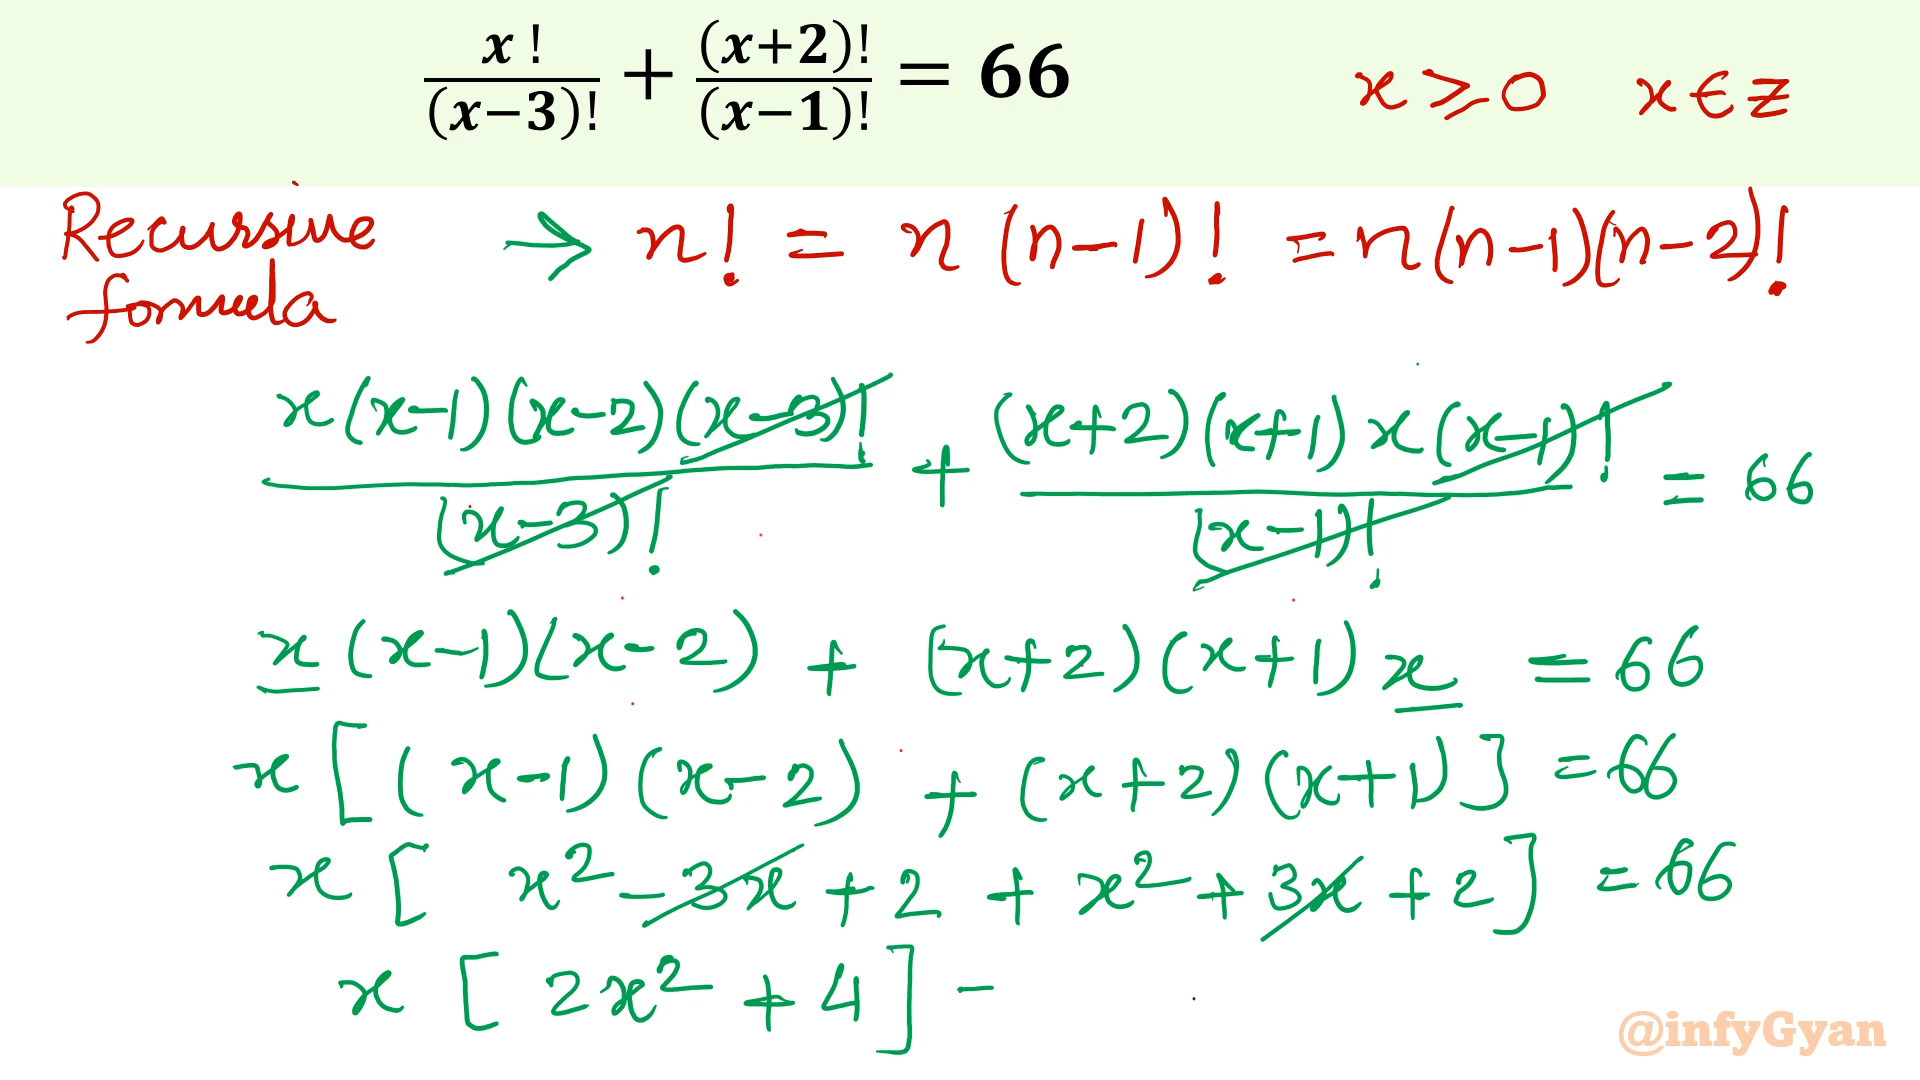 x! / (x−3)! + (x+2)! / (x−1)! = 66
x ⩾ 0 x ∈ Z
Recursive formula → n! = n (n−1)! = n(n−1)(n−2)!
x(x−1)(x−2)(x−3)! / (x−3)! + (x+2)(x+1)x(x−1)! / (x−1)! = 66
x (x−1)(x−2) + (x+2)(x+1)x = 66
x [ (x−1)(x−2) + (x+2)(x+1) ] = 66
x [ x² − 3x + 2 + x² + 3x + 2 ] = 66
x [ 2x² + 4 ] −
@infyGyan